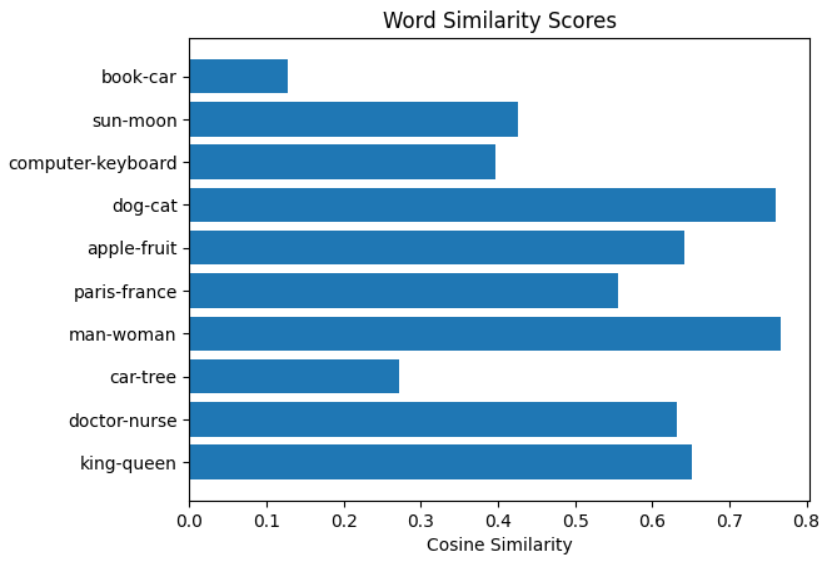 Word Similarity Scores
book-car
sun-moon
computer-keyboard
dog-cat
apple-fruit
paris-france
man-woman
car-tree
doctor-nurse
king-queen
0.0 0.1 0.2 0.3 0.4 0.5 0.6 0.7 0.8
Cosine Similarity